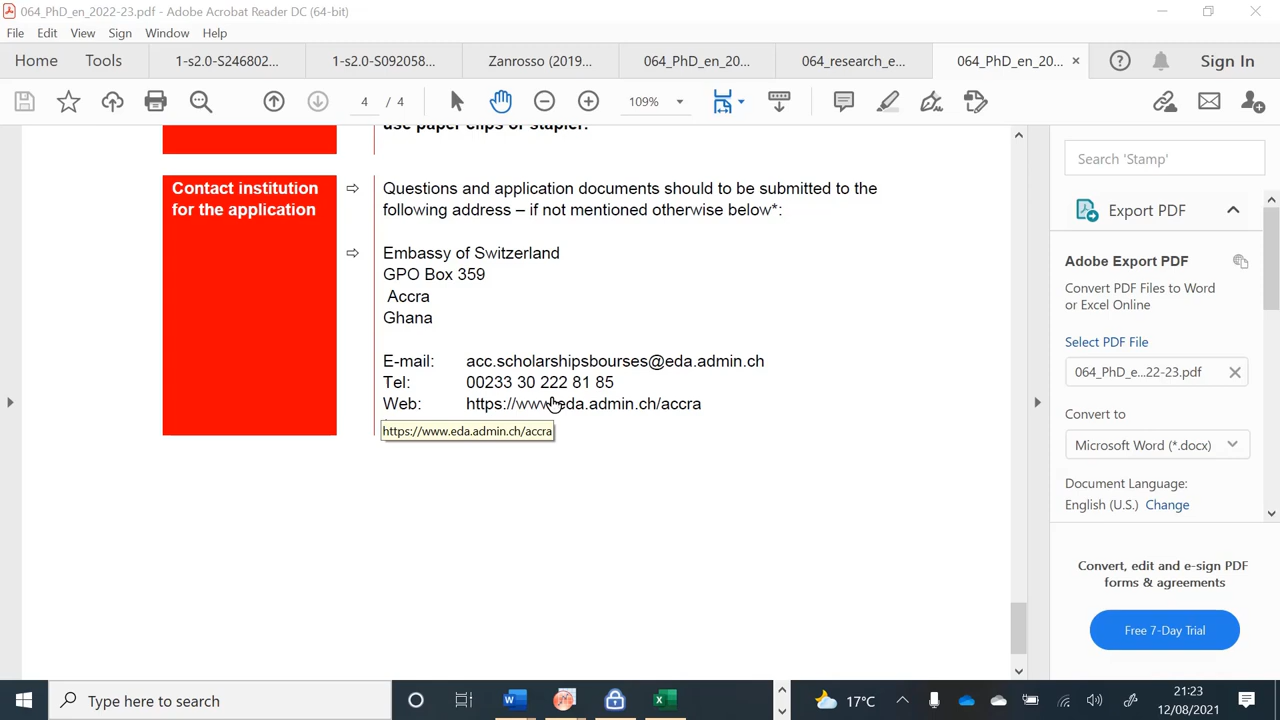 064_PhD_en_2022-23.pdf - Adobe Acrobat Reader DC (64-bit)
File Edit View Sign Window Help
Home Tools 1-s2.0-S246802... 1-s2.0-S092058... Zanrosso (2019... 064_PhD_en_20... 064_research_e... 064_PhD_en_20... × Sign In
4 / 4 109%
use paper clips or stapler.
Contact institution
for the application
⇨ Questions and application documents should to be submitted to the
following address – if not mentioned otherwise below*:
⇨ Embassy of Switzerland
GPO Box 359
Accra
Ghana
E-mail: acc.scholarshipsbourses@eda.admin.ch
Tel: 00233 30 222 81 85
Web: https://www.eda.admin.ch/accra
https://www.eda.admin.ch/accra
Search 'Stamp'
Export PDF
Adobe Export PDF
Convert PDF Files to Word
or Excel Online
Select PDF File
064_PhD_e...22-23.pdf
Convert to
Microsoft Word (*.docx)
Document Language:
English (U.S.) Change
Convert, edit and e-sign PDF
forms & agreements
Free 7-Day Trial
Type here to search
17°C
21:23
12/08/2021